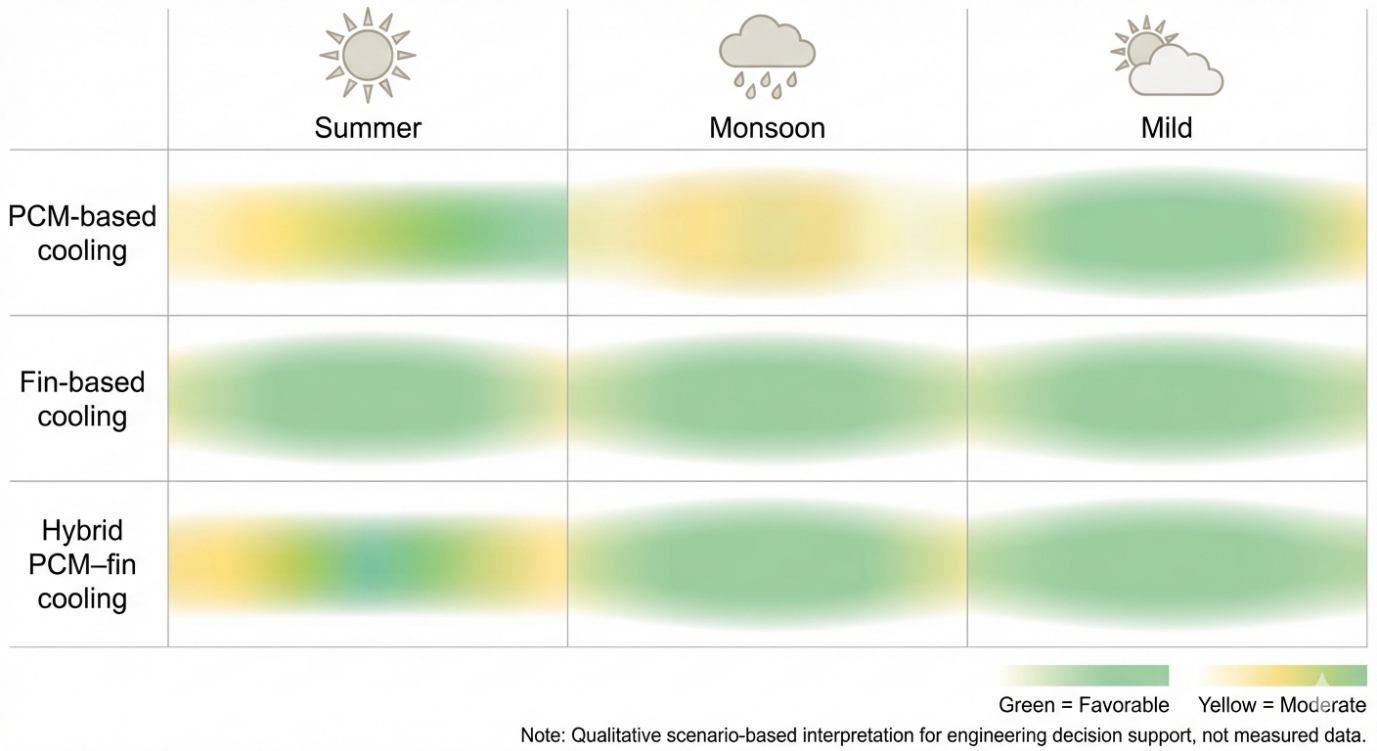 Summer
Monsoon
Mild
PCM-based
cooling
Fin-based
cooling
Hybrid
PCM–fin
cooling
Green = Favorable
Yellow = Moderate
Note: Qualitative scenario-based interpretation for engineering decision support, not measured data.